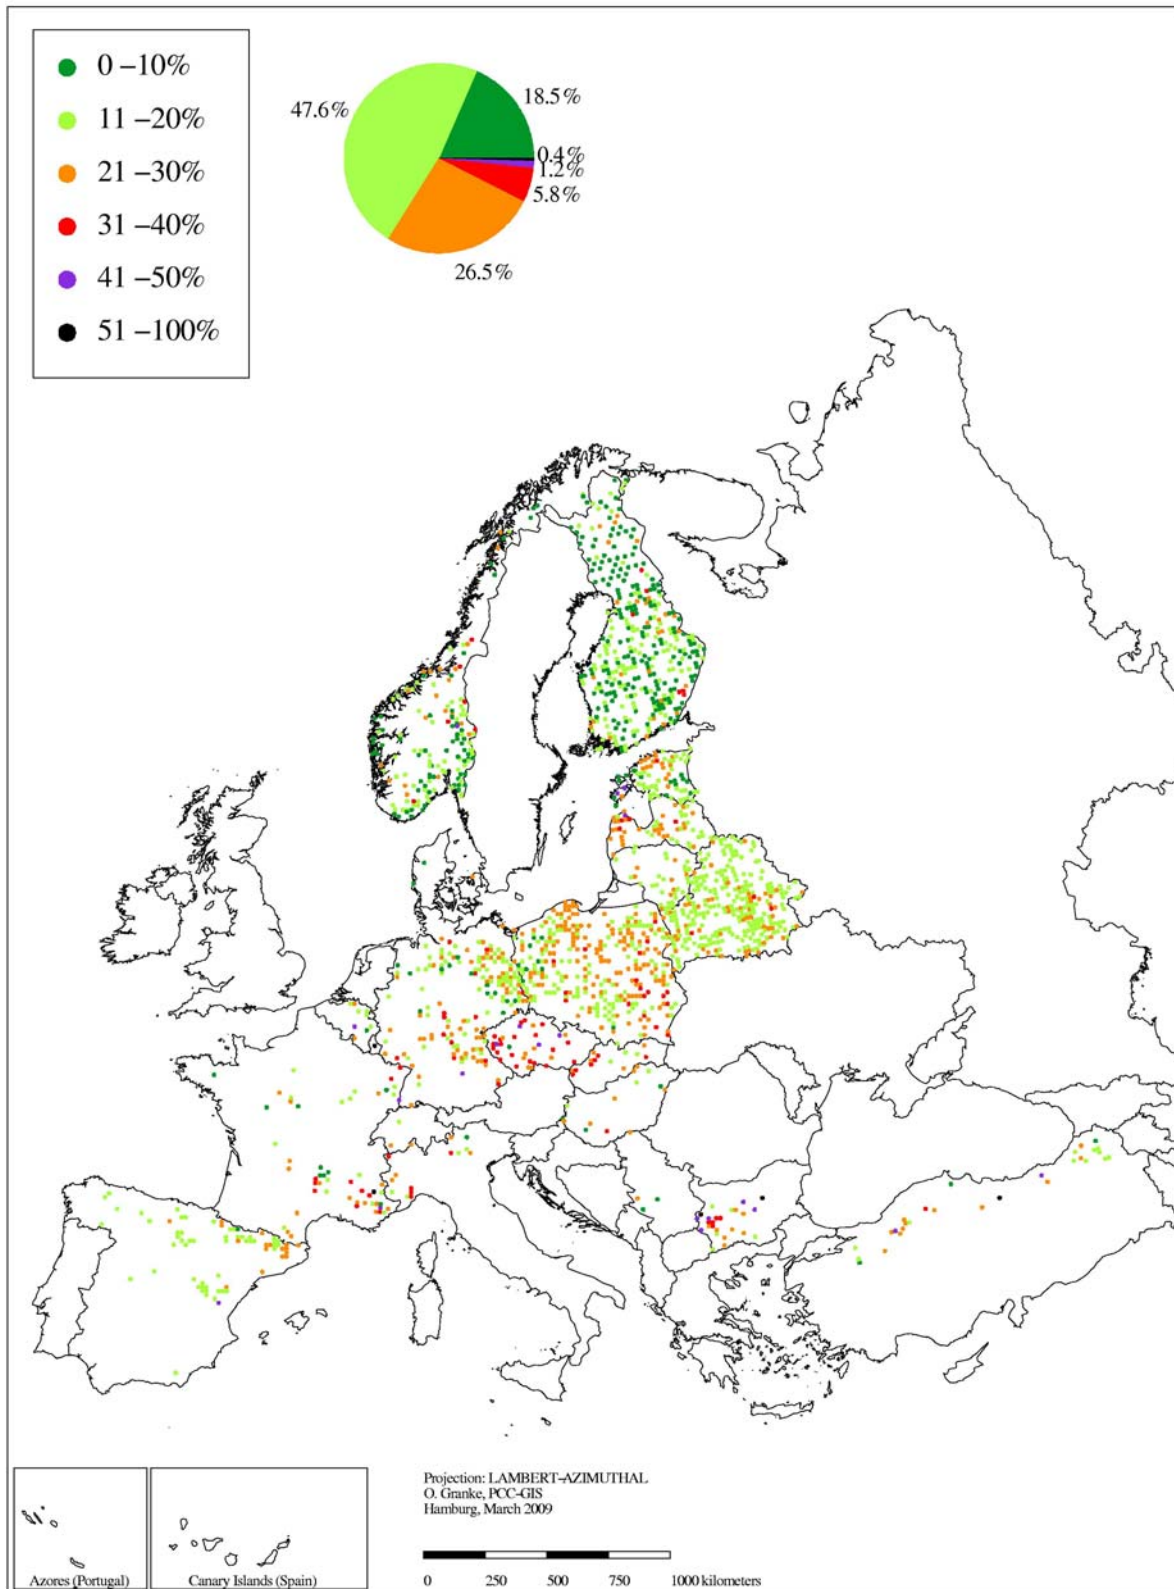 0 –10%
11 –20%
21 –30%
31 –40%
41 –50%
51 –100%
47.6%
18.5%
0.4%
1.2%
5.8%
26.5%
Projection: LAMBERT-AZIMUTHAL
O. Granke, PCC-GIS
Hamburg, March 2009
Azores (Portugal)
Canary Islands (Spain)
0 250 500 750 1000 kilometers